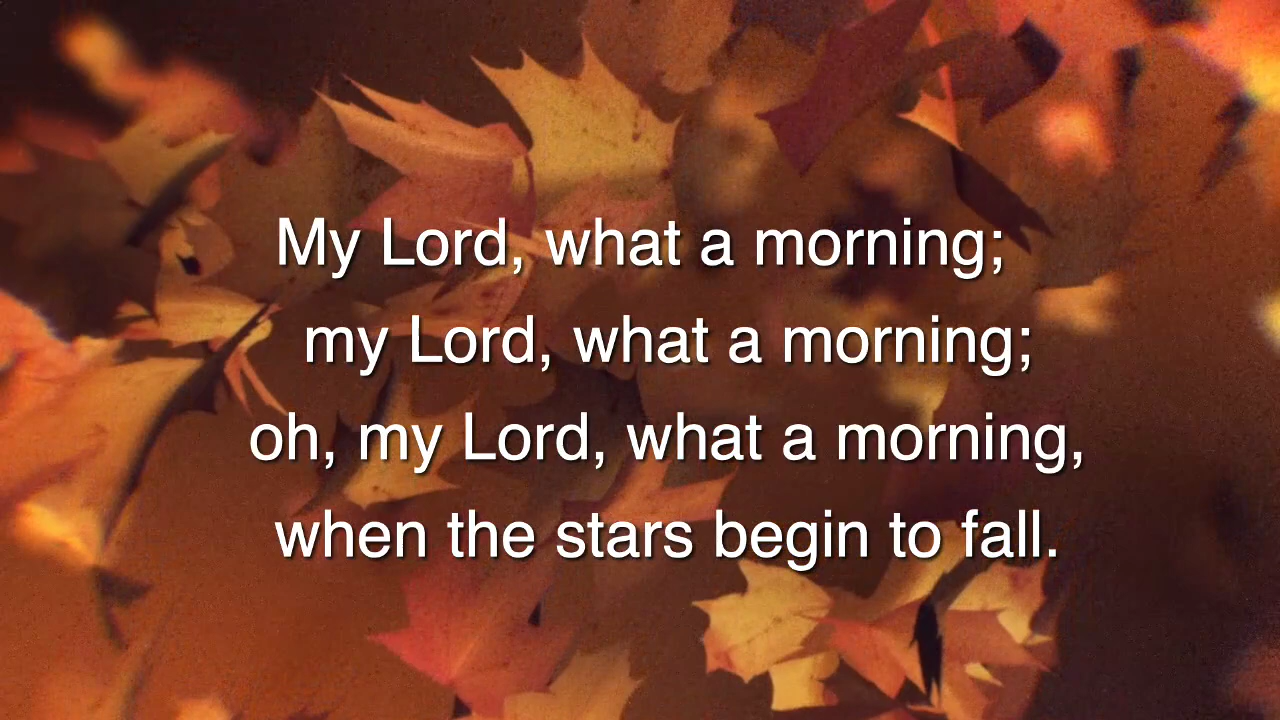 My Lord, what a morning;
my Lord, what a morning;
oh, my Lord, what a morning,
when the stars begin to fall.